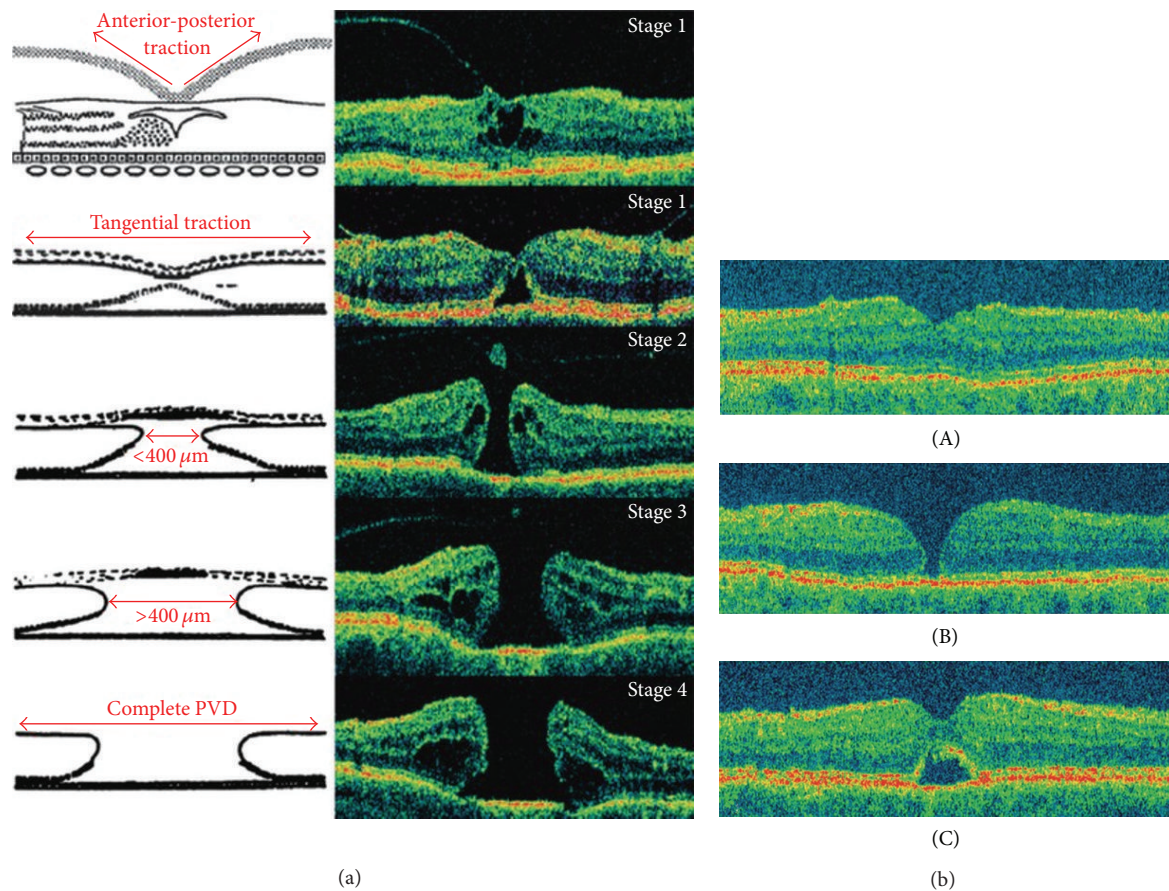 Anterior-posterior
traction
Stage 1
Tangential traction
Stage 1
Stage 2
<400 μm
Stage 3
>400 μm
Stage 4
Complete PVD
(A)
(B)
(C)
(a)
(b)